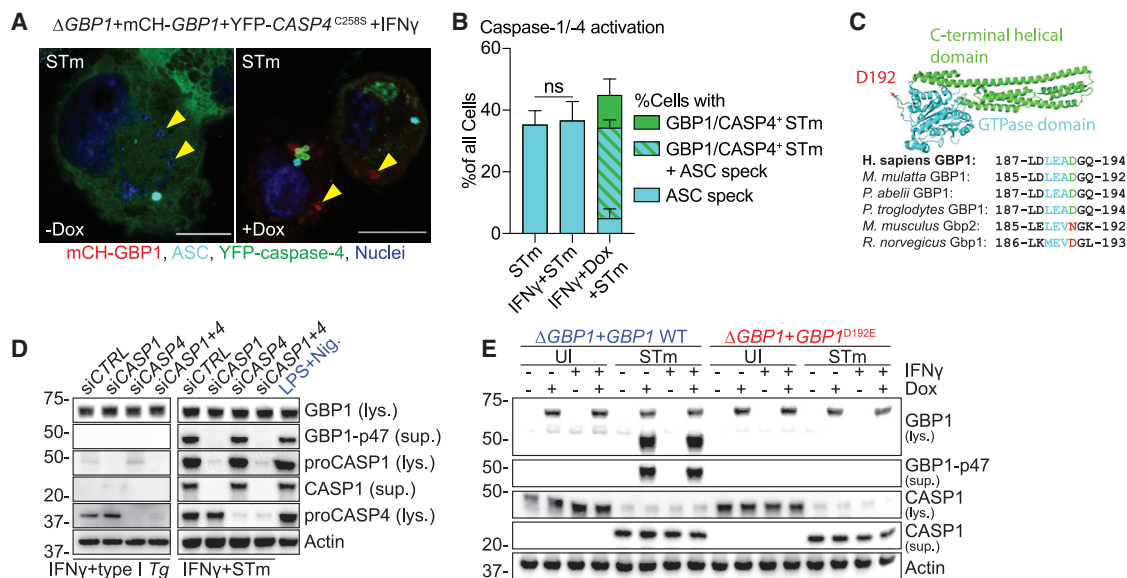 A
ΔGBP1+mCH-GBP1+YFP-CASP4 C258S +IFNγ
STm
STm
-Dox
+Dox
mCH-GBP1, ASC, YFP-caspase-4, Nuclei
B
Caspase-1/-4 activation
%of all Cells
60
40
20
0
ns
STm
IFNγ+STm
IFNγ+Dox
+STm
%Cells with
GBP1/CASP4+ STm
GBP1/CASP4+ STm
+ ASC speck
ASC speck
C
C-terminal helical
domain
D192
GTPase domain
H. sapiens GBP1: 187-LDLEADGQ-194
M. mulatta GBP1: 185-LDLEADGQ-192
P. abelii GBP1: 187-LDLEADGQ-194
P. troglodytes GBP1: 187-LDLEADGQ-194
M. musculus Gbp2: 185-LELEVNGK-192
R. norvegicus Gbp1: 186-LKMEVDGL-193
D
siCTRL siCASP1 siCASP4 siCASP1+4 siCTRL siCASP1 siCASP4 siCASP1+4 LPS+Nig.
75-
GBP1 (lys.)
50-
GBP1-p47 (sup.)
50-
proCASP1 (lys.)
CASP1 (sup.)
20-
37-
proCASP4 (lys.)
37-
Actin
IFNγ+type I Tg
IFNγ+STm
E
ΔGBP1+GBP1 WT ΔGBP1+GBP1 D192E
UI STm UI STm
- - + + - - + + - - + + - - + + IFNγ
- + - + - + - + - + - + - + - + Dox
75-
GBP1
(lys.)
50-
50-
GBP1-p47
(sup.)
50-
CASP1
(lys.)
CASP1
(sup.)
20-
37-
Actin